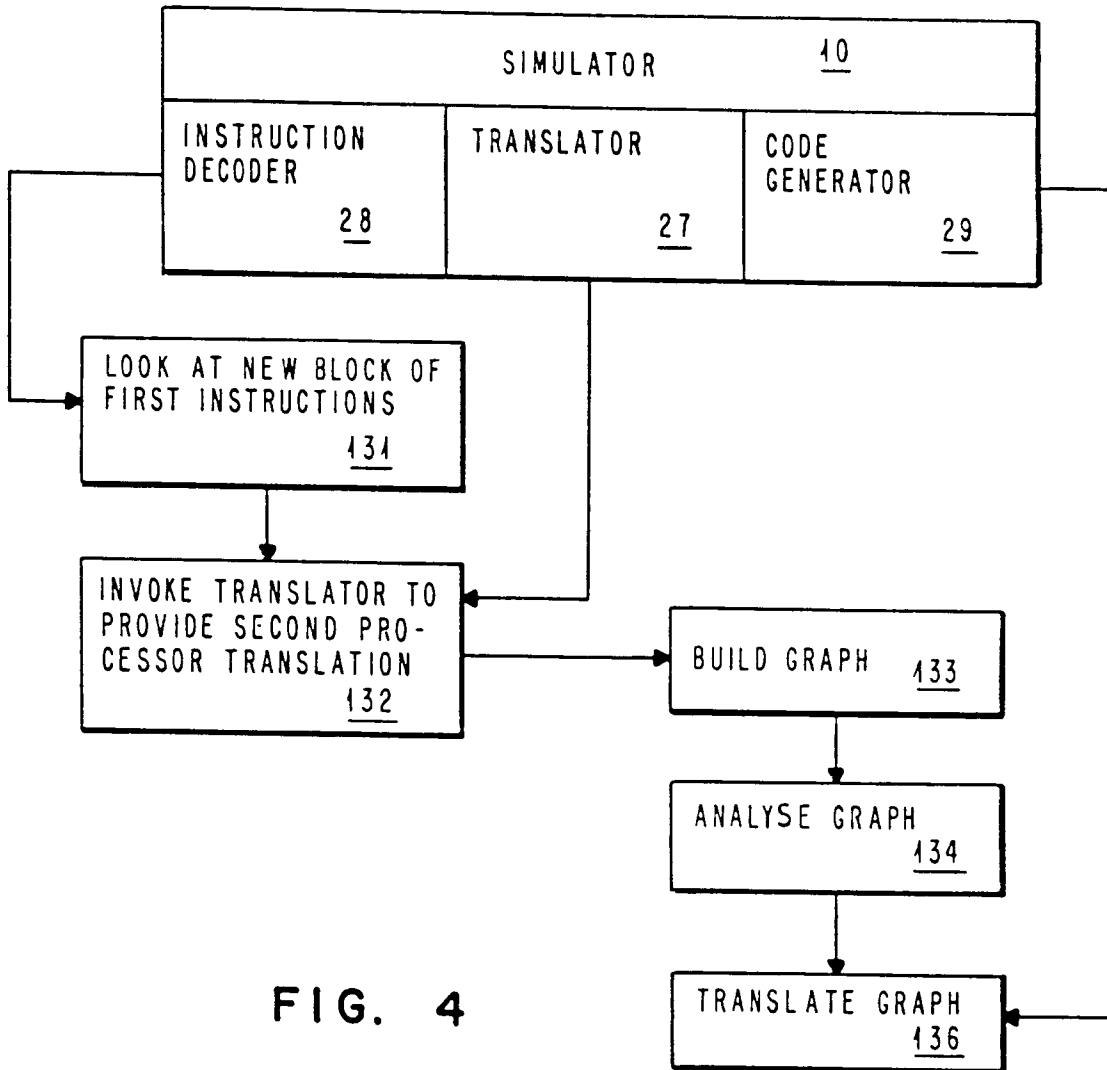 SIMULATOR 10
INSTRUCTION
DECODER
28
TRANSLATOR
27
CODE
GENERATOR
29
LOOK AT NEW BLOCK OF
FIRST INSTRUCTIONS
131
INVOKE TRANSLATOR TO
PROVIDE SECOND PRO-
CESSOR TRANSLATION
132
BUILD GRAPH 133
ANALYSE GRAPH
134
TRANSLATE GRAPH
136
FIG. 4